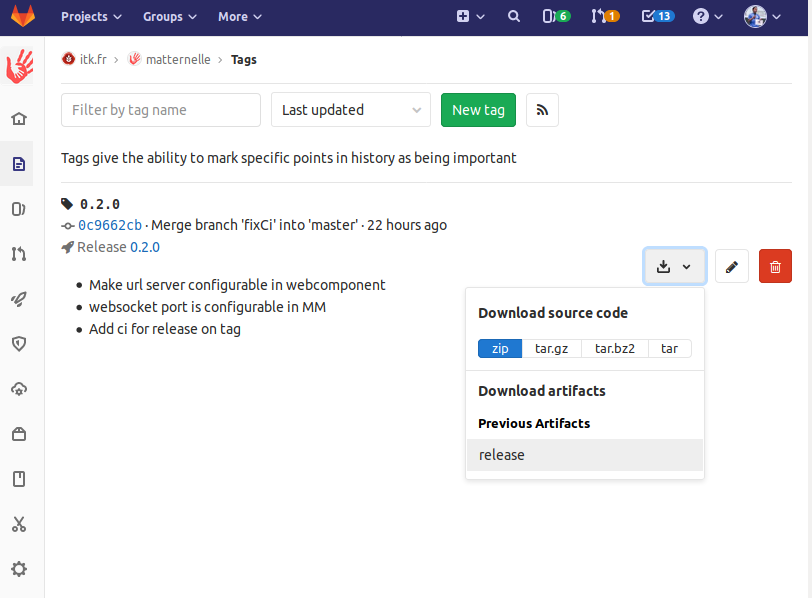 Projects Groups More 6 1 13
itk.fr › matternelle › Tags
Filter by tag name Last updated New tag
Tags give the ability to mark specific points in history as being important
0.2.0
0c9662cb · Merge branch 'fixCi' into 'master' · 22 hours ago
Release 0.2.0
• Make url server configurable in webcomponent
• websocket port is configurable in MM
• Add ci for release on tag
Download source code
zip tar.gz tar.bz2 tar
Download artifacts
Previous Artifacts
release